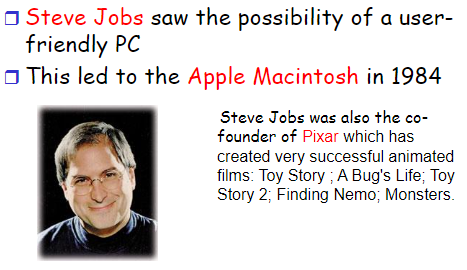 Steve Jobs saw the possibility of a user-
friendly PC
This led to the Apple Macintosh in 1984
Steve Jobs was also the co-
founder of Pixar which has
created very successful animated
films: Toy Story ; A Bug's Life; Toy
Story 2; Finding Nemo; Monsters.